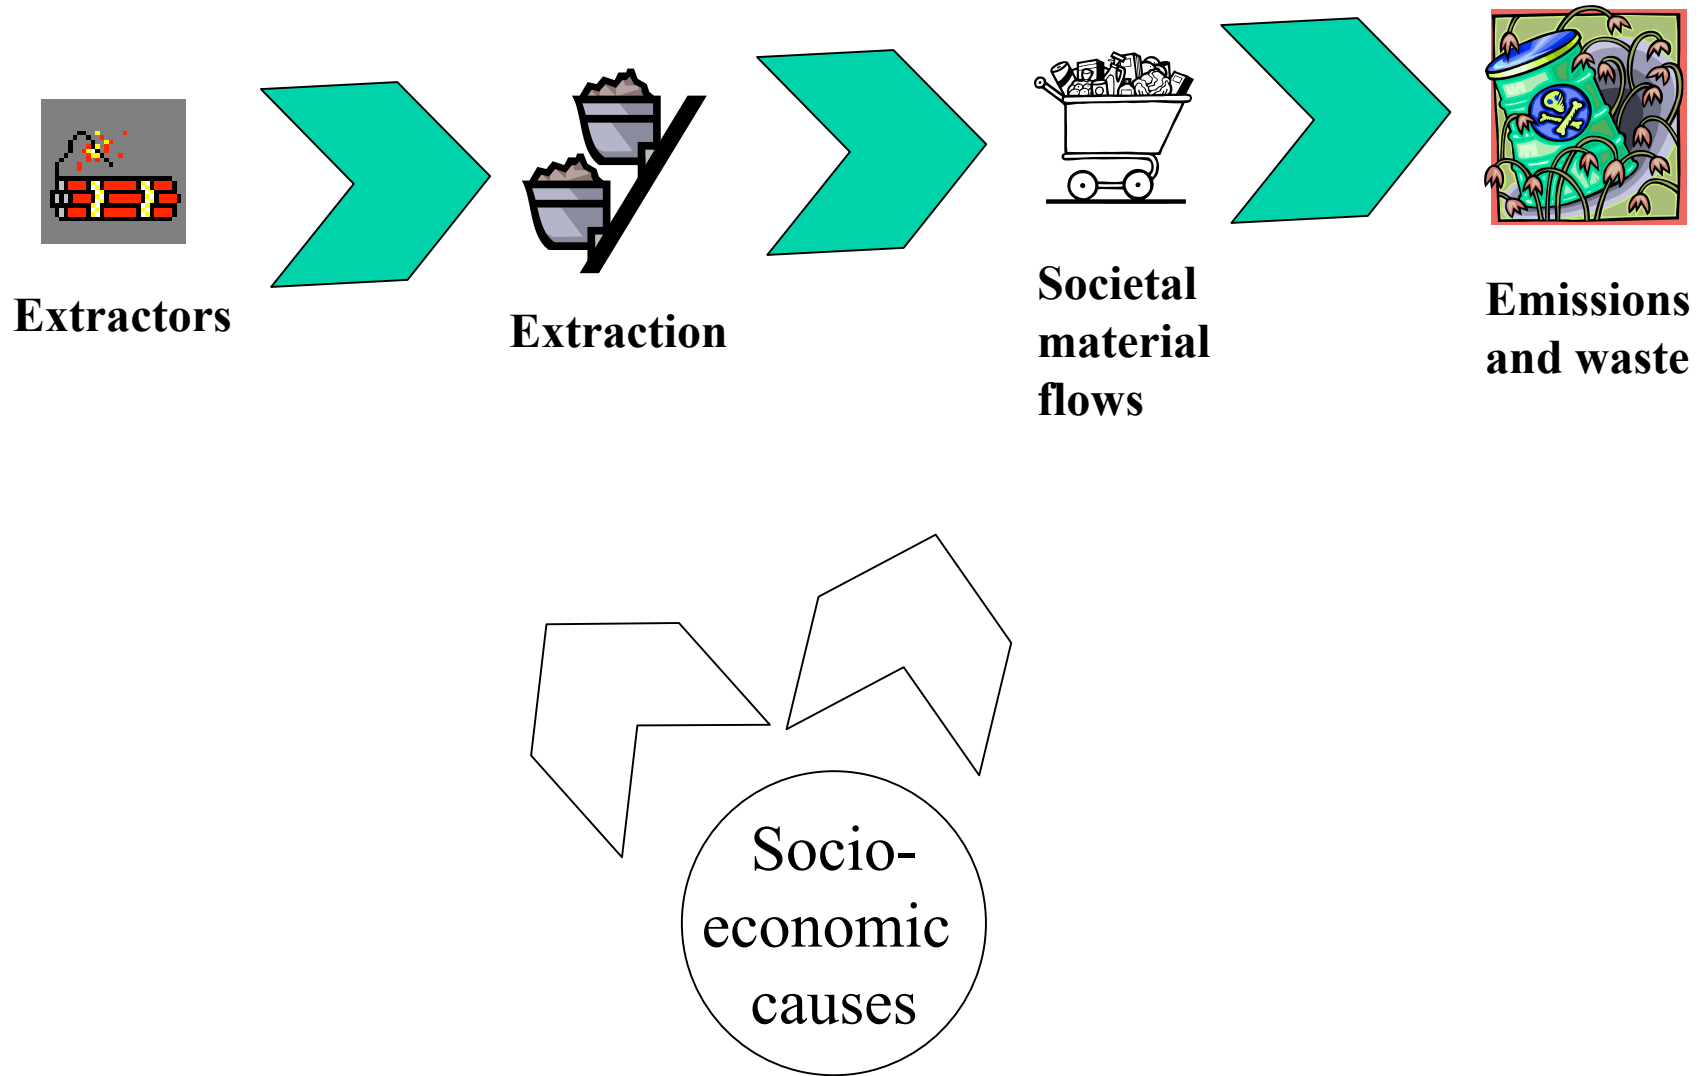 Extractors
Extraction
Societal
material
flows
Emissions
and waste
Socio-
economic
causes